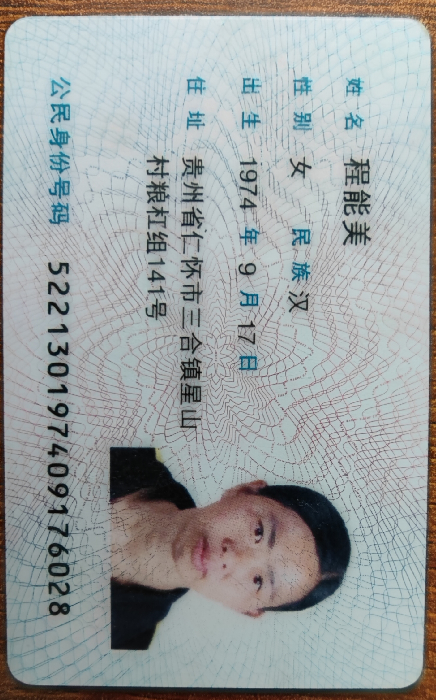 姓名 程能美
性别 女 民族 汉
出生 1974 年 9 月 17 日
住址 贵州省仁怀市三合镇星山
村粮杠组141号
公民身份号码 522130197409176028